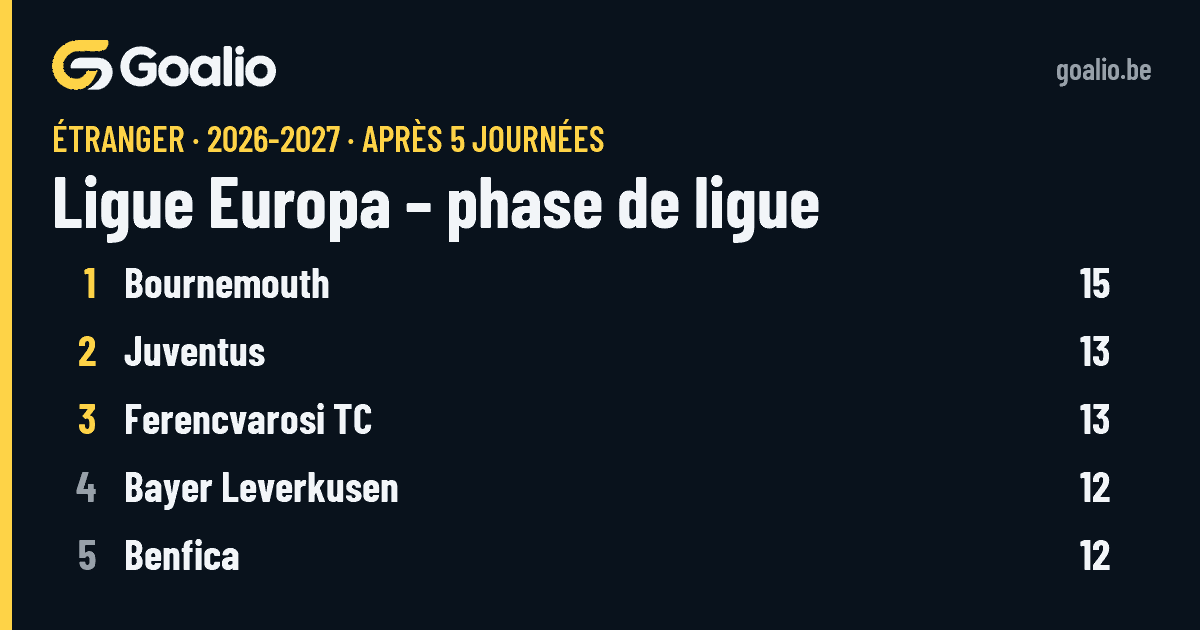 Goalio
goalio.be
ÉTRANGER · 2026-2027 · APRÈS 5 JOURNÉES
Ligue Europa – phase de ligue
1 Bournemouth 15
2 Juventus 13
3 Ferencvarosi TC 13
4 Bayer Leverkusen 12
5 Benfica 12